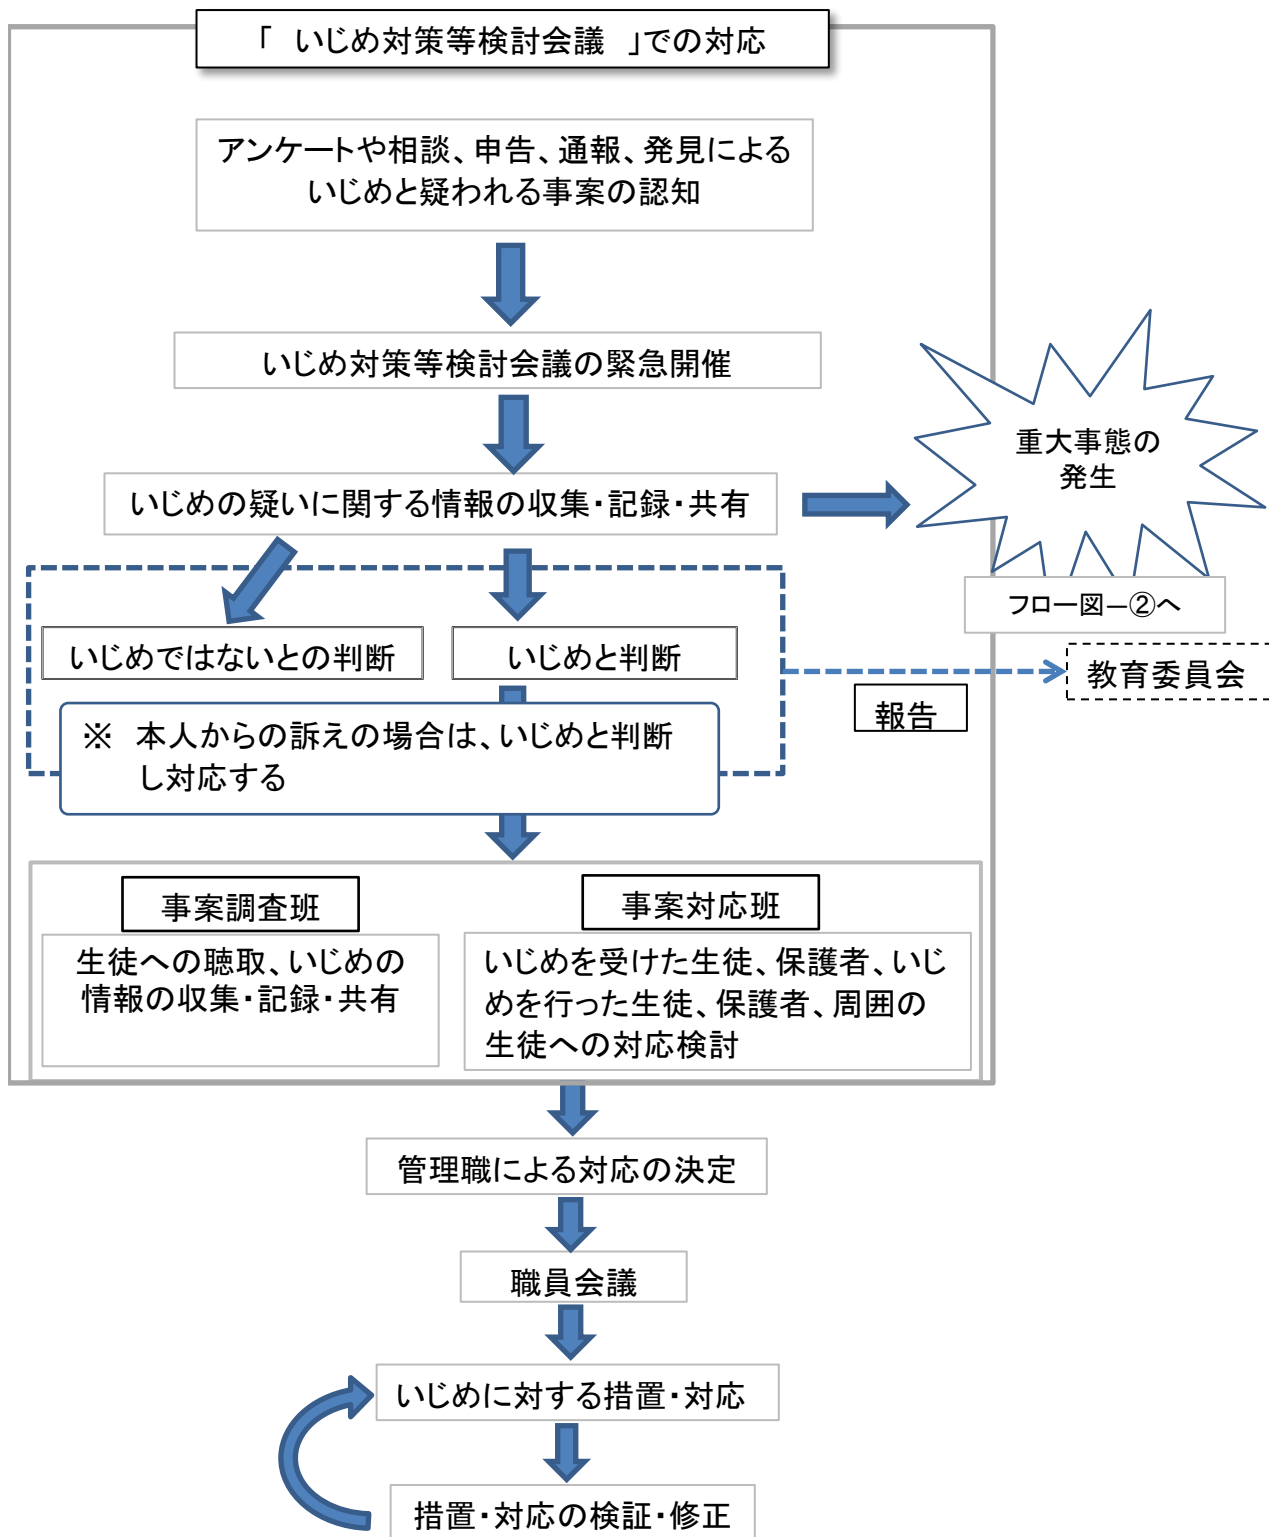 「　いじめ対策等検討会議　」での対応
アンケートや相談、申告、通報、発見による
いじめと疑われる事案の認知
いじめ対策等検討会議の緊急開催
重大事態の
発生
いじめの疑いに関する情報の収集・記録・共有
フロー図―②へ
いじめではないとの判断
いじめと判断
教育委員会
報告
※　本人からの訴えの場合は、いじめと判断
し対応する
事案調査班
事案対応班
生徒への聴取、いじめの
情報の収集・記録・共有
いじめを受けた生徒、保護者、いじ
めを行った生徒、保護者、周囲の
生徒への対応検討
管理職による対応の決定
職員会議
いじめに対する措置・対応
措置・対応の検証・修正